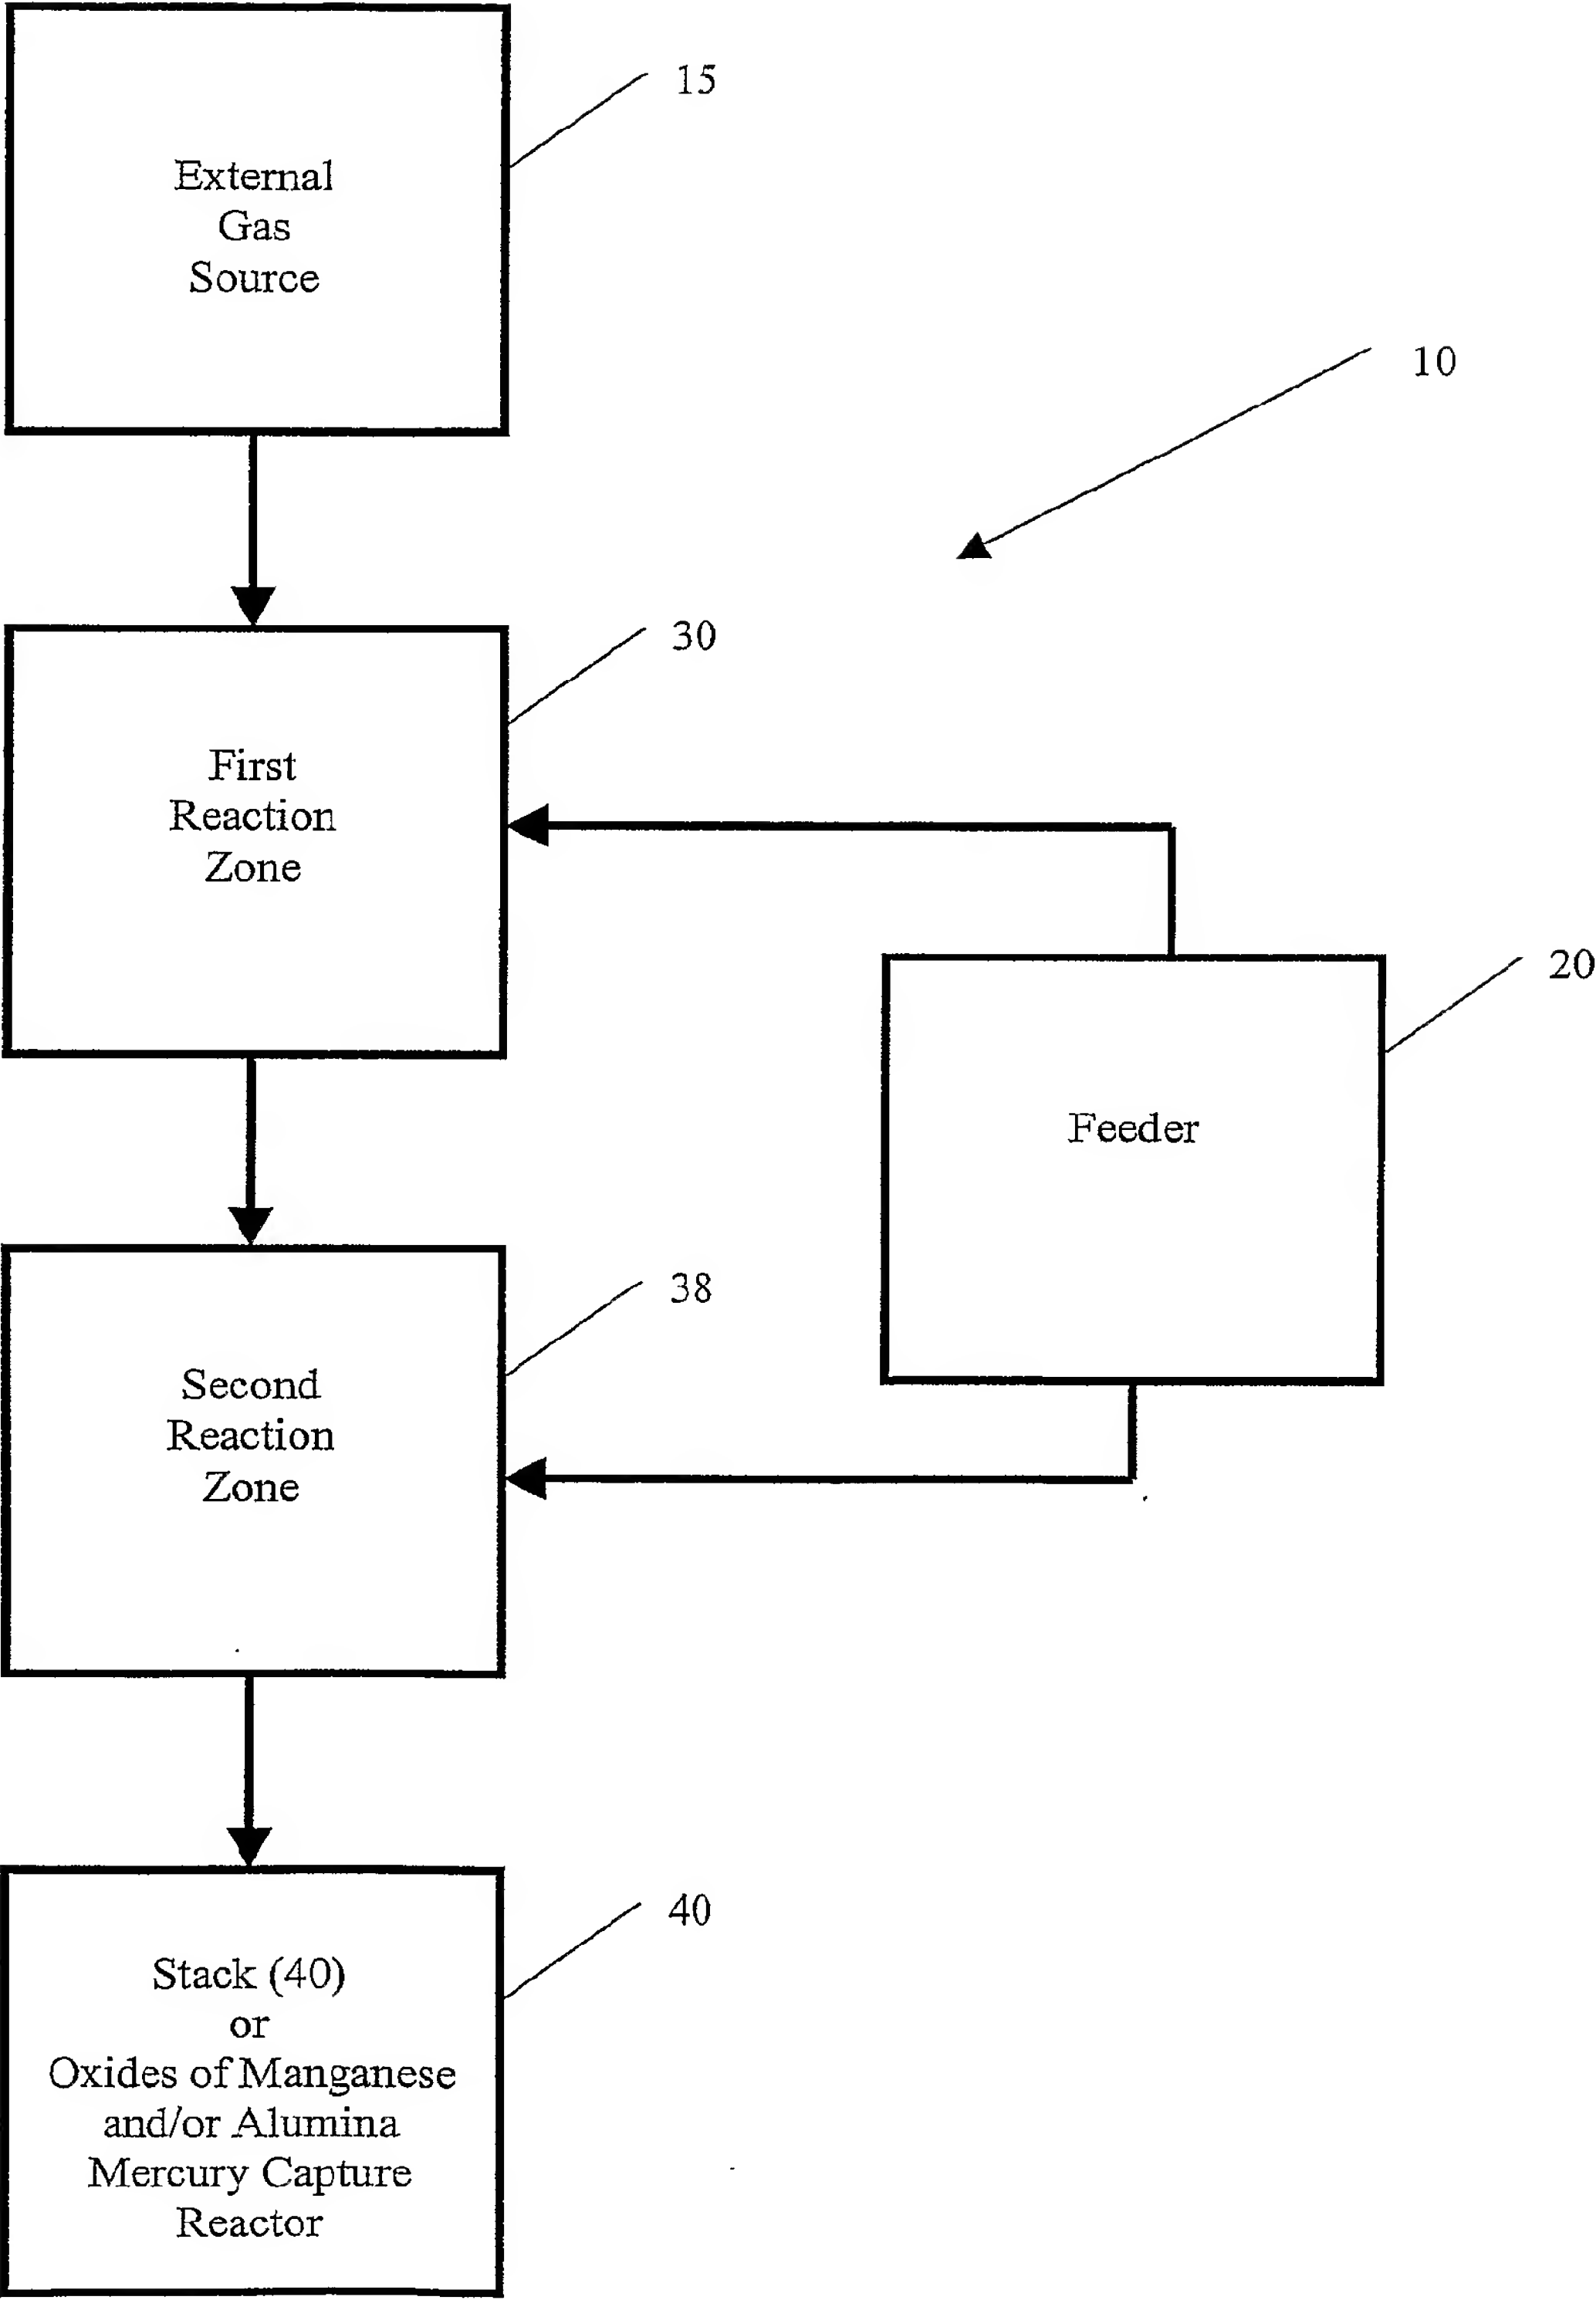 15
External
Gas
Source
10
30
First
Reaction
Zone
20
Feeder
38
Second
Reaction
Zone
40
Stack (40)
or
Oxides of Manganese
and/or Alumina
Mercury Capture
Reactor